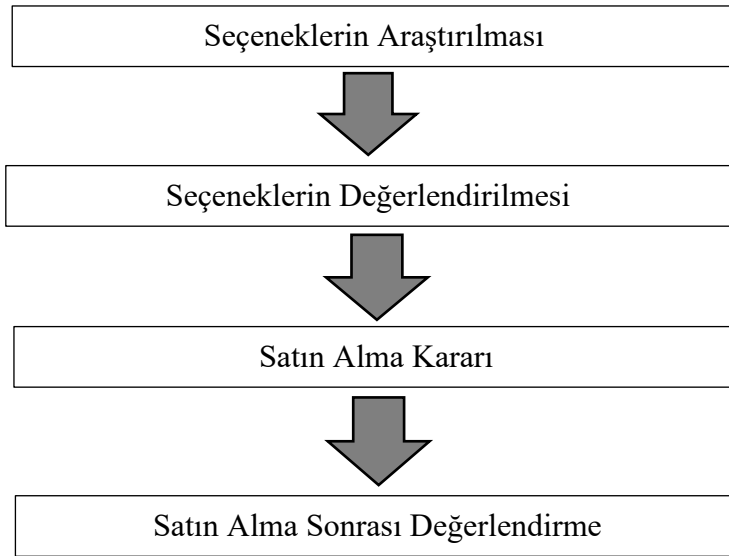 Seçeneklerin Araştırılması
Seçeneklerin Değerlendirilmesi
Satın Alma Kararı
Satın Alma Sonrası Değerlendirme